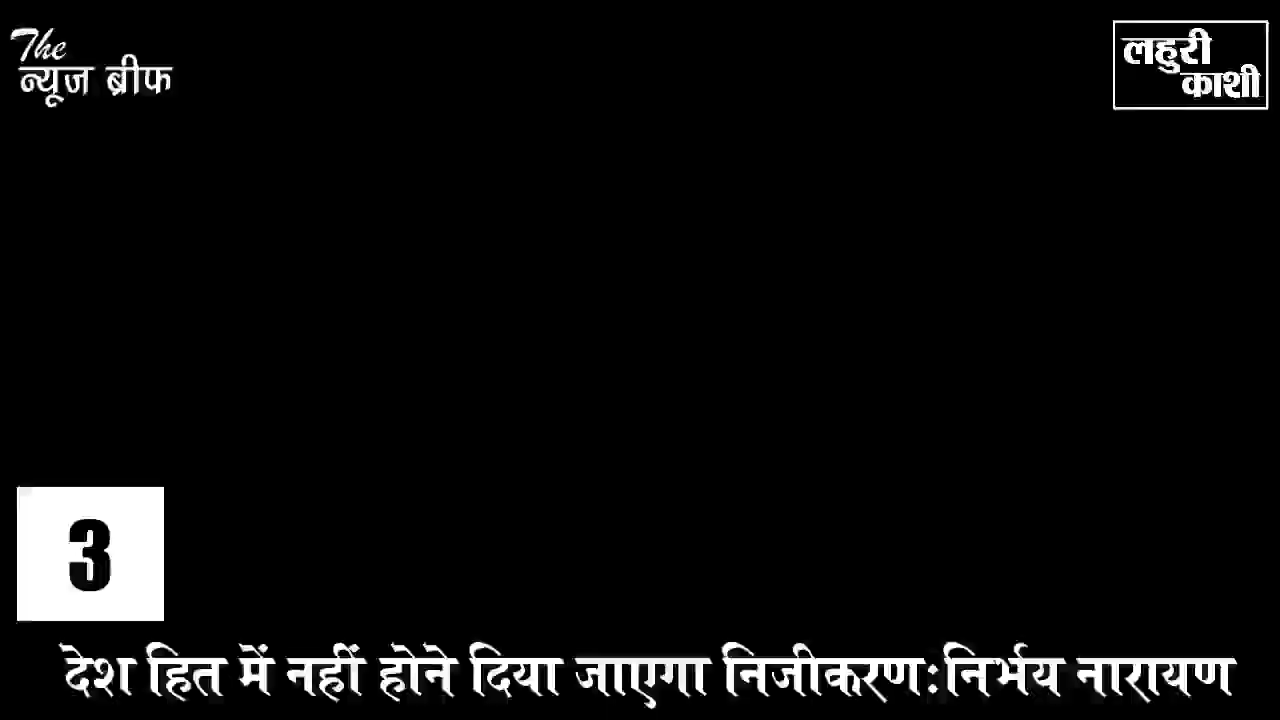 The
न्यूज ब्रीफ
लहुरी
काशी
3
देश हित में नहीं होने दिया जाएगा निजीकरण:निर्भय नारायण